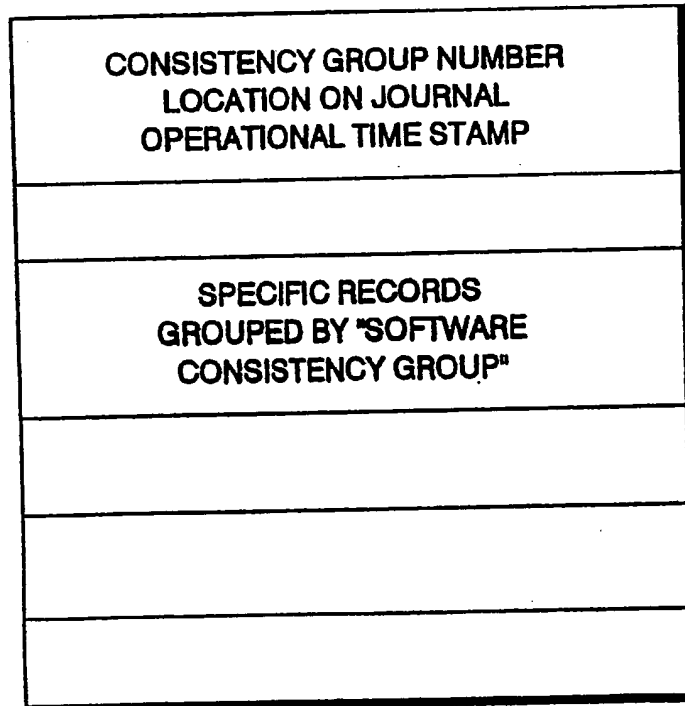 CONSISTENCY GROUP NUMBER
LOCATION ON JOURNAL
OPERATIONAL TIME STAMP
SPECIFIC RECORDS
GROUPED BY "SOFTWARE
CONSISTENCY GROUP"